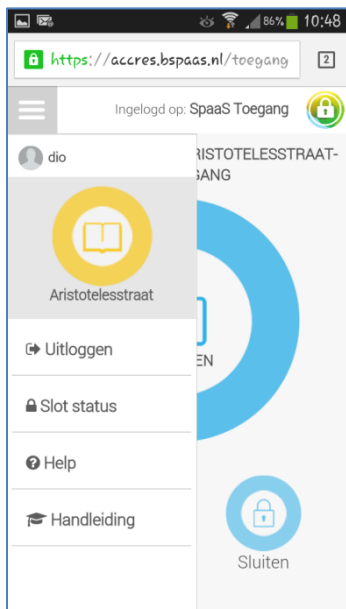 86% 10:48
https://accres.bspaas.nl/toegang 2
Ingelogd op: SpaaS Toegang
dio
RISTOTELESSTRAAT-
GANG
Aristotelesstraat
EN
Uitloggen
Slot status
Help
Handleiding
Sluiten